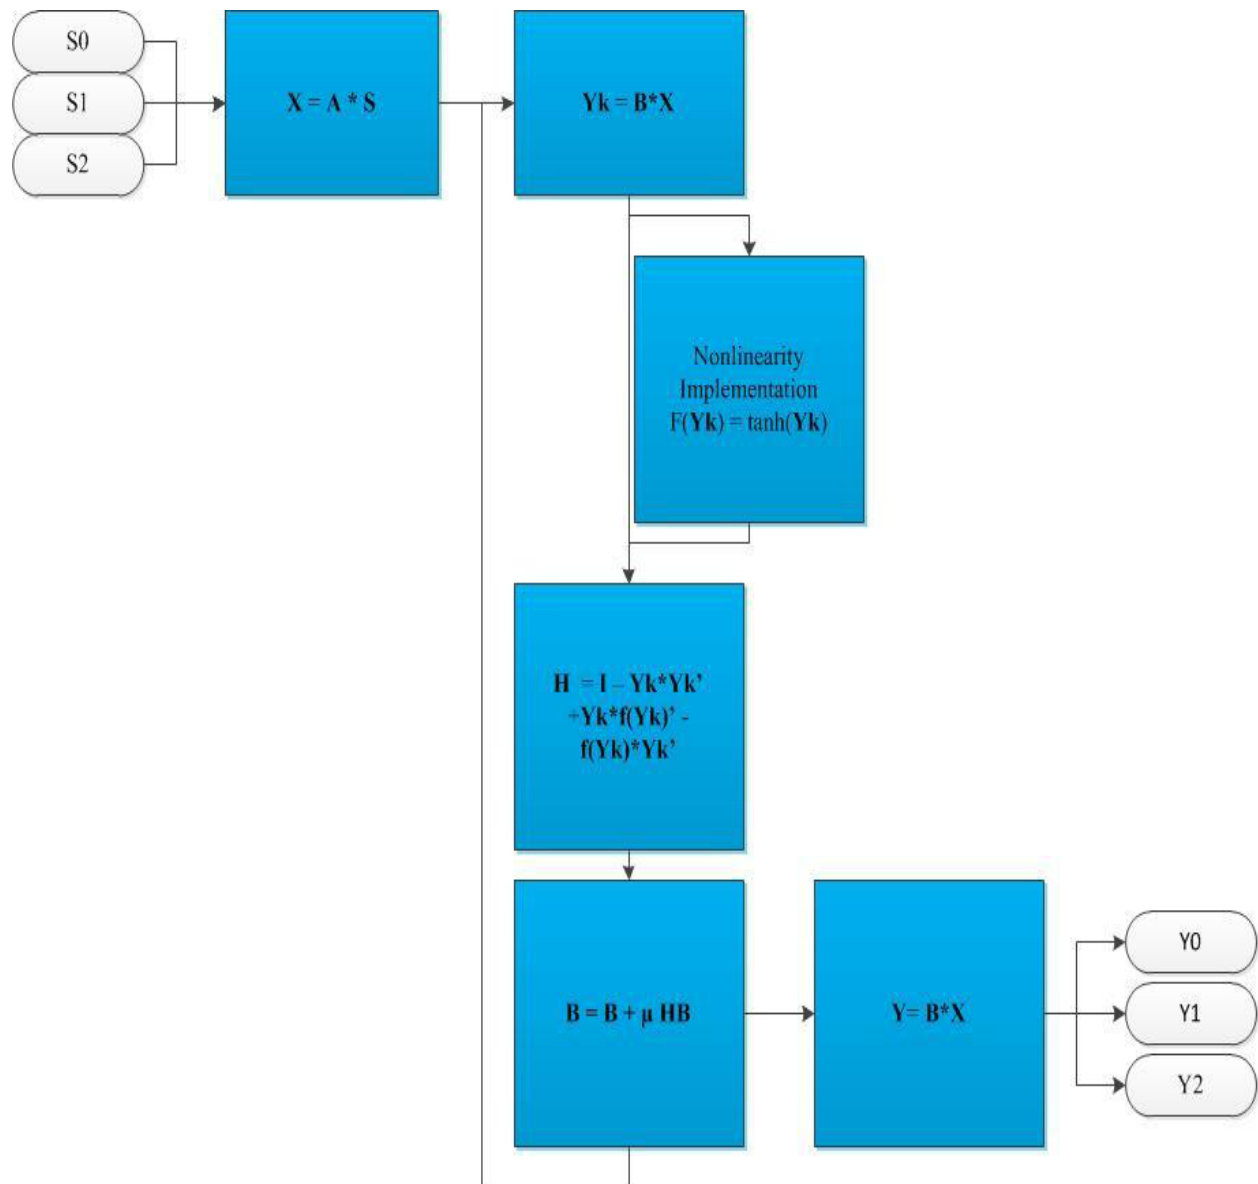 S0
S1
S2
X = A * S
Yk = B*X
Nonlinearity
Implementation
F(Yk) = tanh(Yk)
H = I – Yk*Yk’
+Yk*f(Yk)’ -
f(Yk)*Yk’
B = B + μ HB
Y= B*X
Y0
Y1
Y2